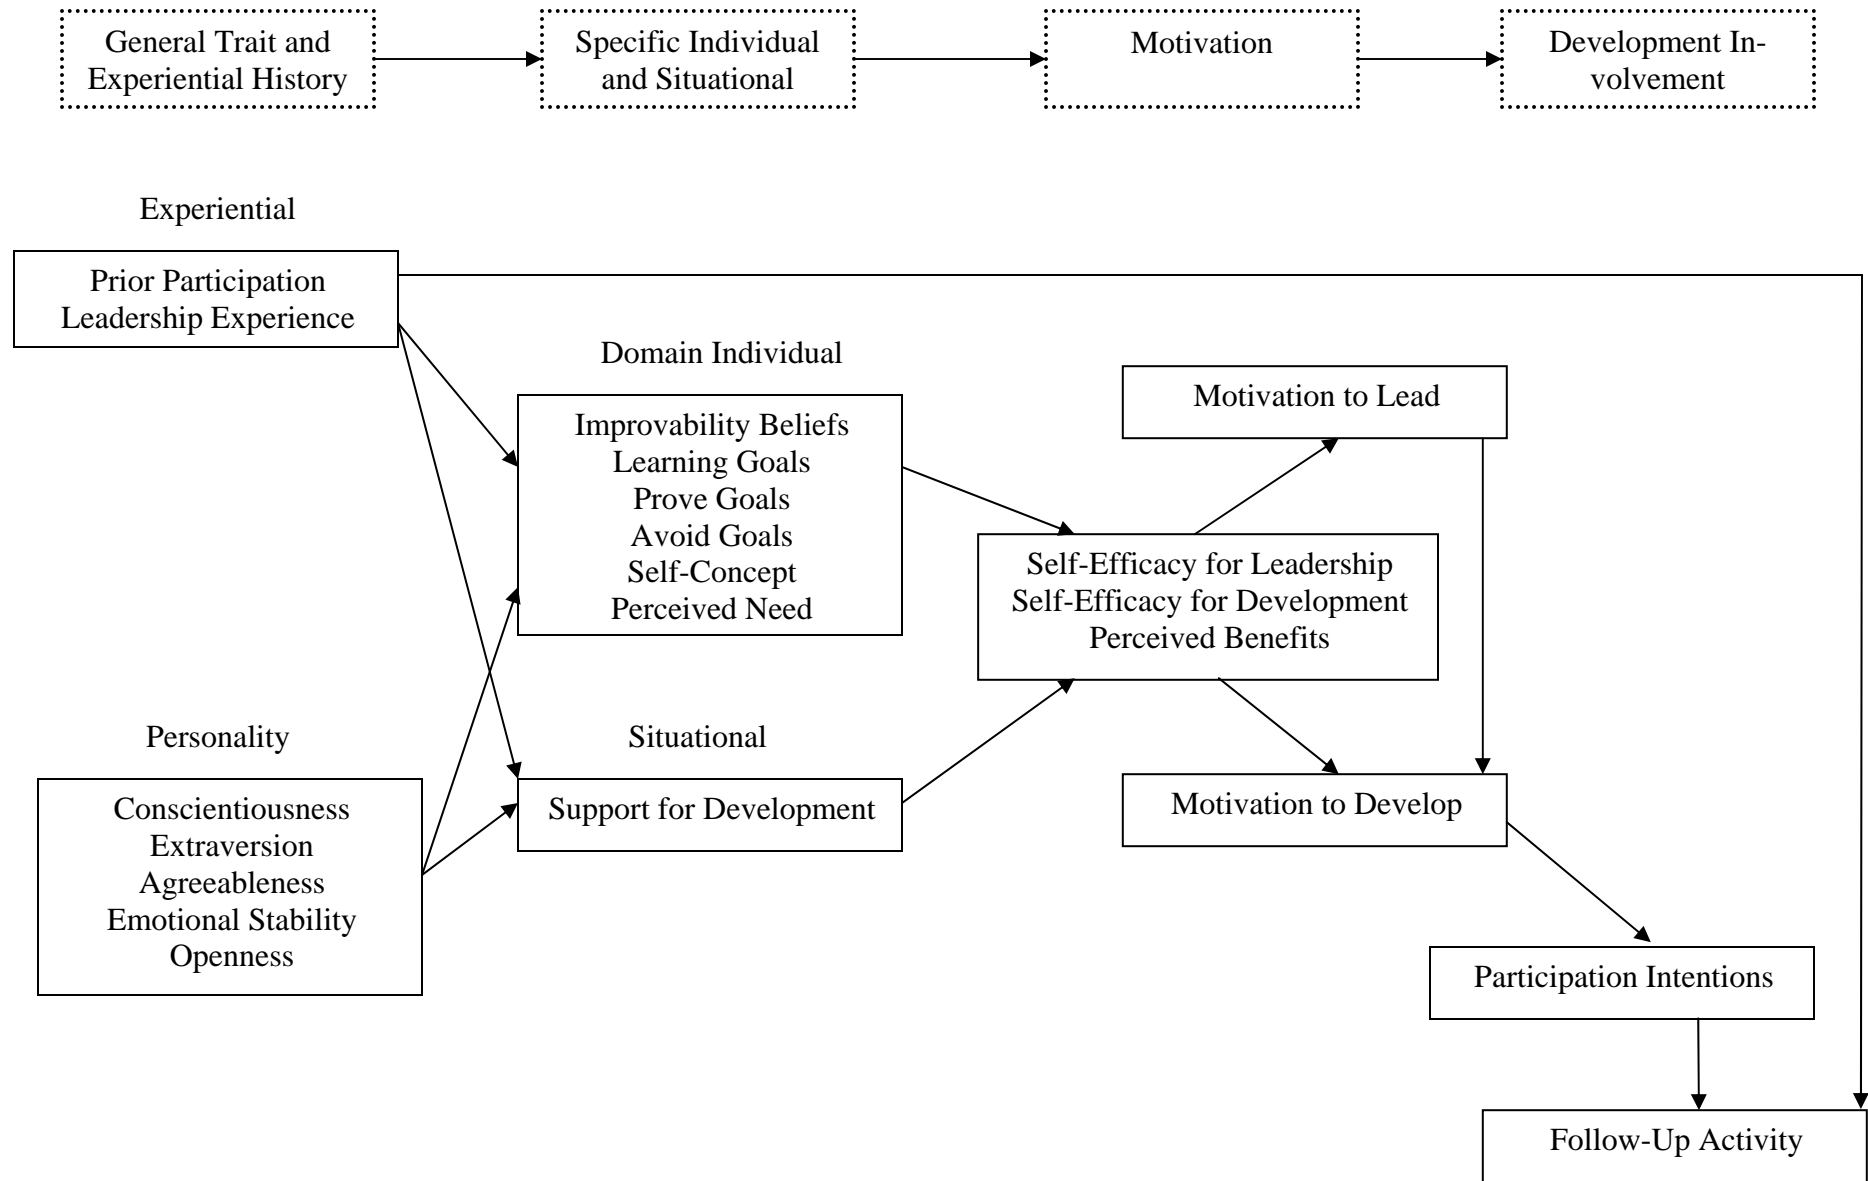 General Trait and
Experiential History
Specific Individual
and Situational
Motivation
Development In-
volvement
Experiential
Prior Participation
Leadership Experience
Domain Individual
Improvability Beliefs
Learning Goals
Prove Goals
Avoid Goals
Self-Concept
Perceived Need
Motivation to Lead
Self-Efficacy for Leadership
Self-Efficacy for Development
Perceived Benefits
Personality
Conscientiousness
Extraversion
Agreeableness
Emotional Stability
Openness
Situational
Support for Development
Motivation to Develop
Participation Intentions
Follow-Up Activity